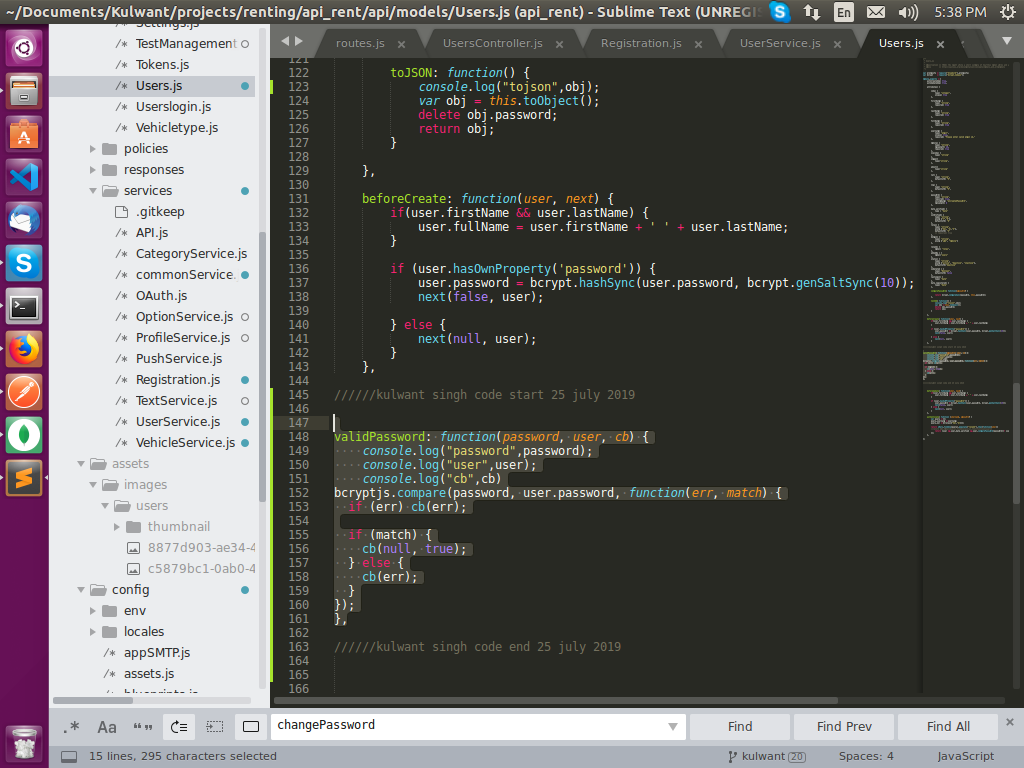 ~/Documents/Kulwant/projects/renting/api_rent/api/models/Users.js (api_rent) - Sublime Text (UNREGIS
En
5:38 PM
Settings.js
/* TestManagement
/* Tokens.js
/* Users.js
/* Userslogin.js
/* Vehicletype.js
policies
responses
services
.gitkeep
/* API.js
/* CategoryService.js
/* commonService.
/* OAuth.js
/* OptionService.js
/* ProfileService.js
/* PushService.js
/* Registration.js
/* TextService.js
/* UserService.js
/* VehicleService.js
assets
images
users
thumbnail
8877d903-ae34-4
c5879bc1-0ab0-4
config
env
locales
/* appSMTP.js
/* assets.js
routes.js ×
UsersController.js ×
Registration.js ×
UserService.js ×
Users.js ×
121
122 toJSON: function() {
123 console.log("tojson",obj);
124 var obj = this.toObject();
125 delete obj.password;
126 return obj;
127 }
128
129 },
130
131 beforeCreate: function(user, next) {
132 if(user.firstName && user.lastName) {
133 user.fullName = user.firstName + ' ' + user.lastName;
134 }
135
136 if (user.hasOwnProperty('password')) {
137 user.password = bcrypt.hashSync(user.password, bcrypt.genSaltSync(10));
138 next(false, user);
139
140 } else {
141 next(null, user);
142 }
143 },
144
145 //////kulwant singh code start 25 july 2019
146
147
148 validPassword: function(password, user, cb) {
149 console.log("password",password);
150 console.log("user",user);
151 console.log("cb",cb)
152 bcryptjs.compare(password, user.password, function(err, match) {
153 if (err) cb(err);
154
155 if (match) {
156 cb(null, true);
157 } else {
158 cb(err);
159 }
160 });
161 },
162
163 //////kulwant singh code end 25 july 2019
164
165
166
.*
Aa
changePassword
Find
Find Prev
Find All
×
15 lines, 295 characters selected
kulwant 20
Spaces: 4
JavaScript